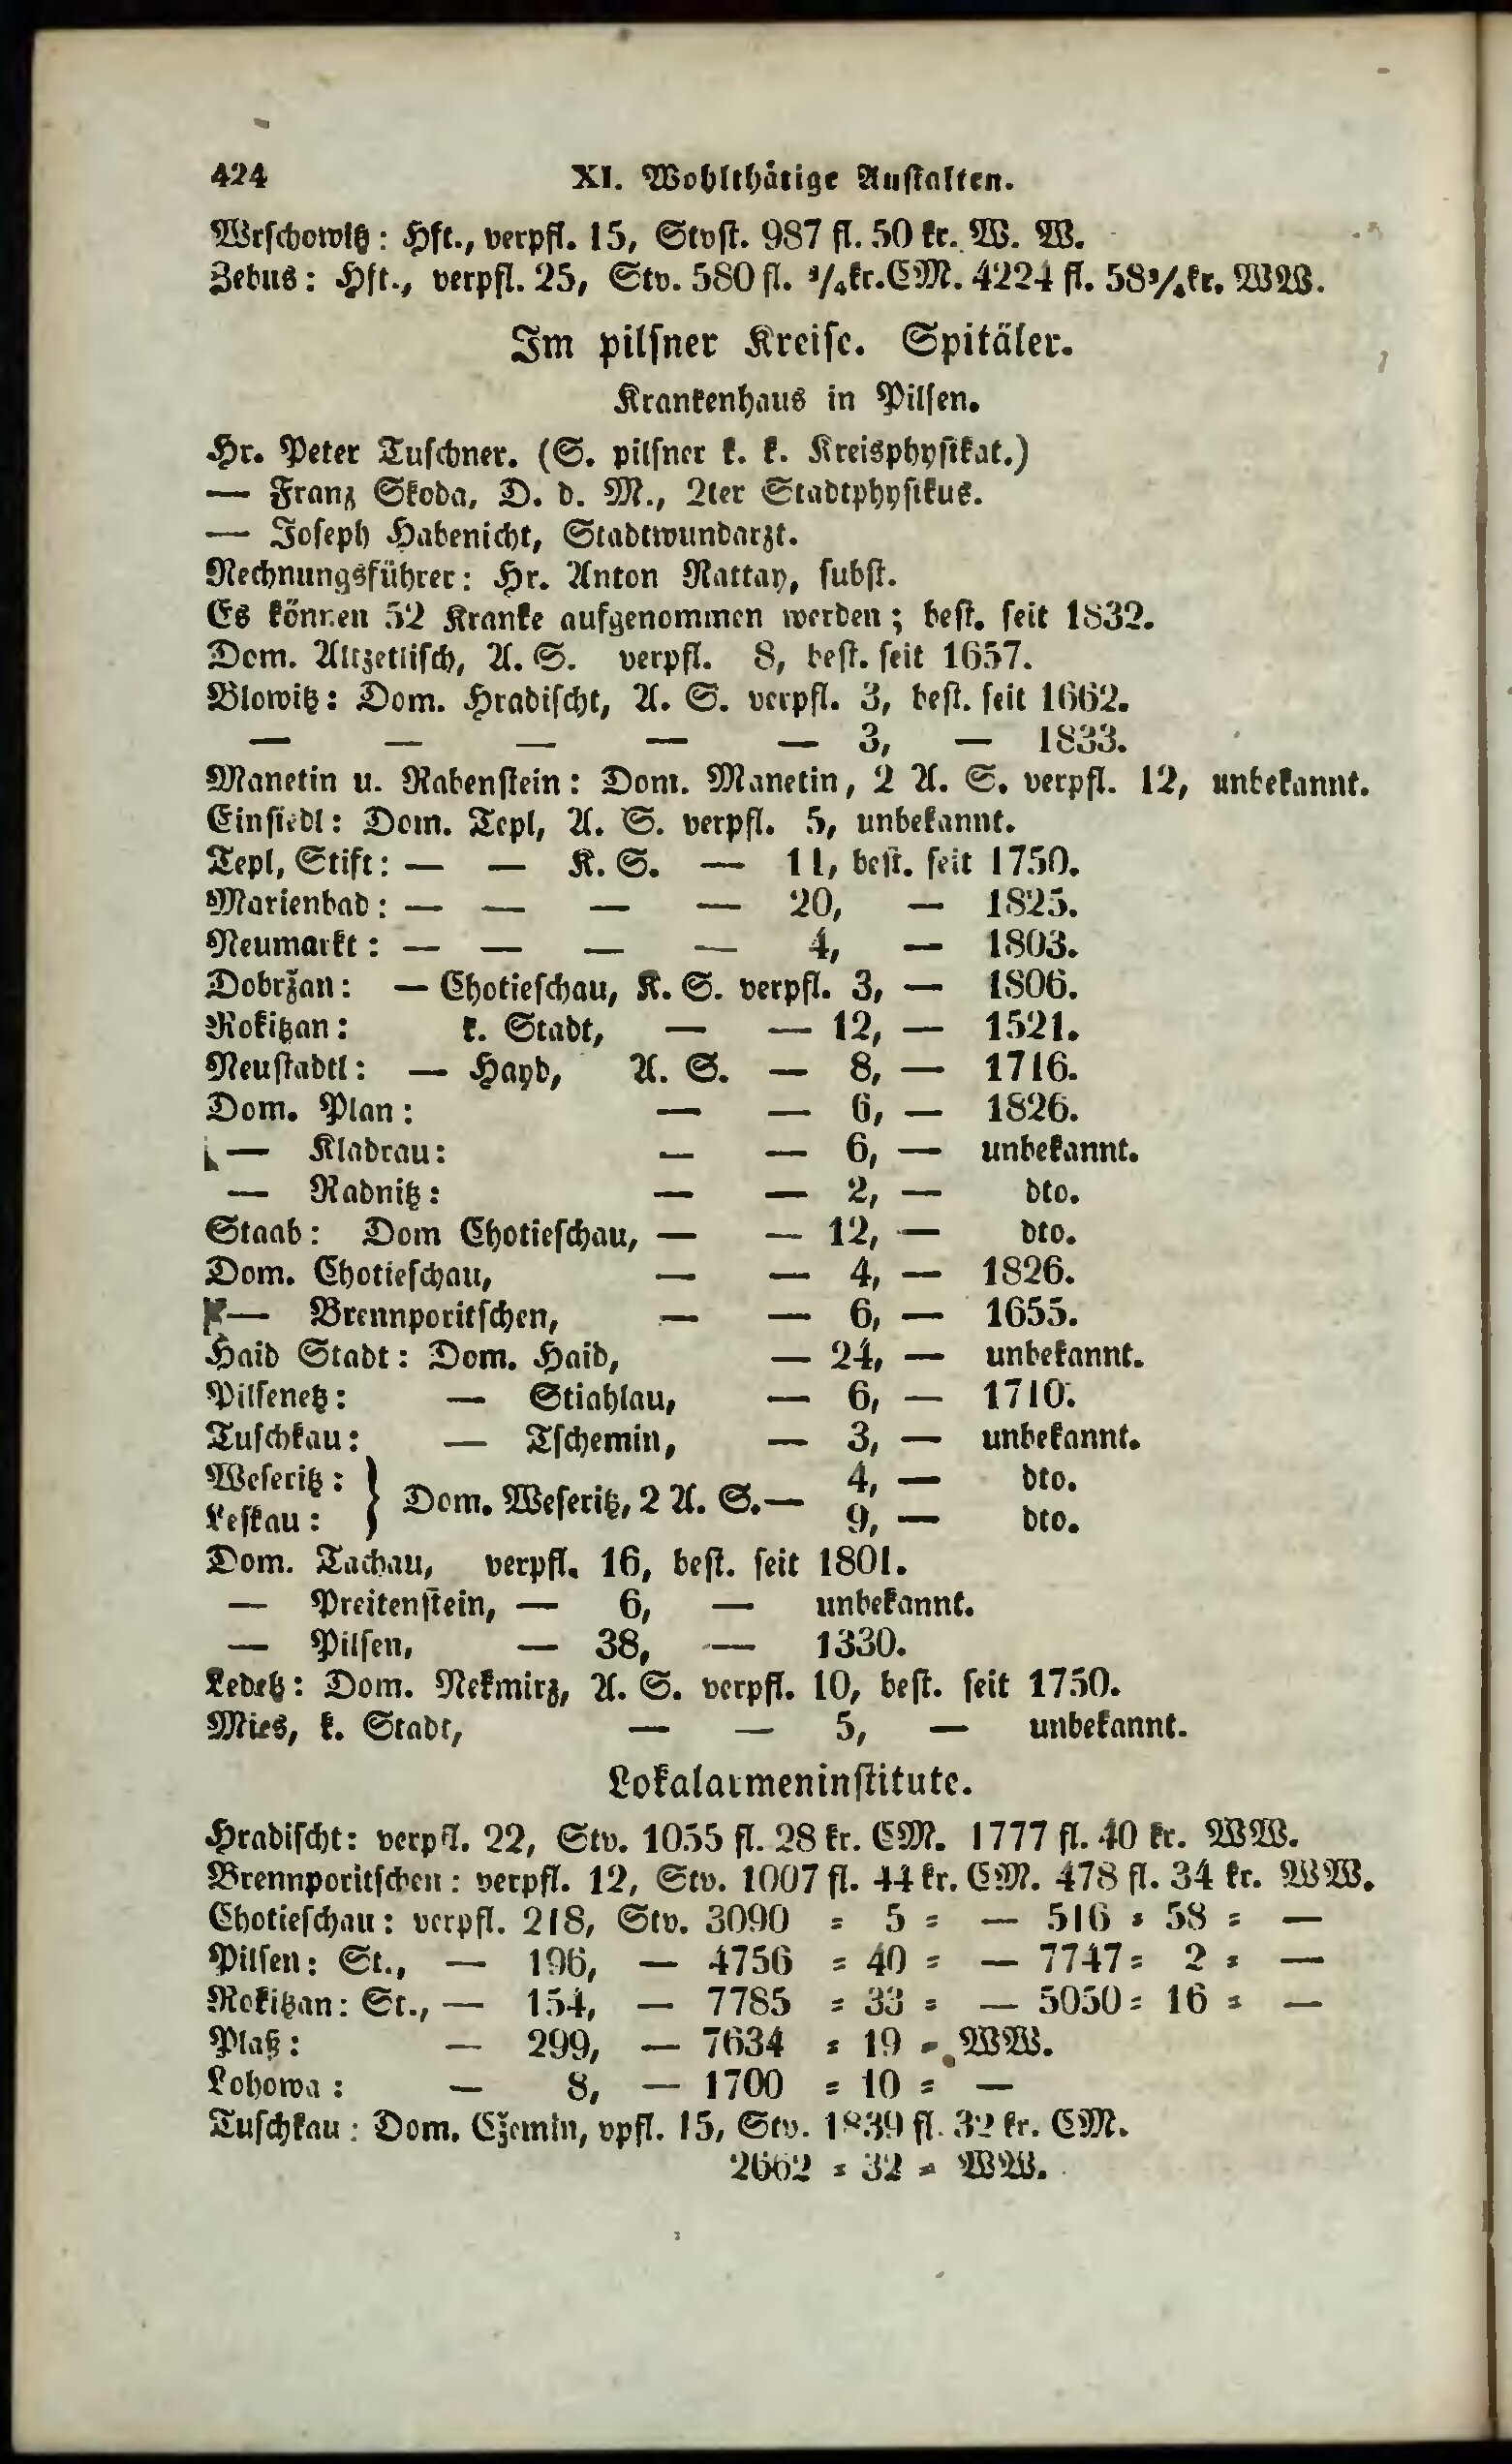 424 XI. Wohlthätige Anstalten.
Wrschowitz: Hft., verpfl. 15, Stvst. 987 fl. 50 kr. W. W.
Zebus: Hft., verpfl. 25, Stv. 580 fl. 3/4 kr. CM. 4224 fl. 58 3/4 kr. WW.
Im pilsner Kreise. Spitäler.
Krankenhaus in Pilsen.
Hr. Peter Tuschner. (S. pilsner k. k. Kreisphysikat.)
— Franz Skoda, D. d. M., 2ter Stadtphysikus.
— Joseph Habenicht, Stadtwundarzt.
Rechnungsführer: Hr. Anton Rattay, subst.
Es können 52 Kranke aufgenommen werden; best. seit 1832.
Dom. Altzetlisch, A. S. verpfl. 8, best. seit 1657.
Blowitz: Dom. Hradischt, A. S. verpfl. 3, best. seit 1662.
— — — — — 3, — 1833.
Manetin u. Rabenstein: Dom. Manetin, 2 A. S. verpfl. 12, unbekannt.
Einsiedl: Dom. Tepl, A. S. verpfl. 5, unbekannt.
Tepl, Stift: — — K. S. — 11, best. seit 1750.
Marienbad: — — — — 20, — 1825.
Neumarkt: — — — — 4, — 1803.
Dobržan: — Chotieschau, K. S. verpfl. 3, — 1806.
Rokitzan: k. Stadt, — — 12, — 1521.
Neustadtl: — Hayd, A. S. — 8, — 1716.
Dom. Plan: — — 6, — 1826.
— Kladrau: — — 6, — unbekannt.
— Radnitz: — — 2, — dto.
Staab: Dom Chotieschau, — — 12, — dto.
Dom. Chotieschau, — — 4, — 1826.
— Brennporitschen, — — 6, — 1655.
Haid Stadt: Dom. Haid, — 24, — unbekannt.
Pilsenetz: — Stiahlau, — 6, — 1710.
Tuschkau: — Tschemin, — 3, — unbekannt.
Weseritz: } Dom. Weseritz, 2 A. S. — 4, — dto.
Leskau: 9, — dto.
Dom. Tachau, verpfl. 16, best. seit 1801.
— Preitenstein, — 6, — unbekannt.
— Pilsen, — 38, — 1330.
Ledetz: Dom. Nekmirz, A. S. verpfl. 10, best. seit 1750.
Mies, k. Stadt, — — 5, — unbekannt.
Lokalarmeninstitute.
Hradischt: verpfl. 22, Stv. 1055 fl. 28 kr. CM. 1777 fl. 40 kr. WW.
Brennporitschen: verpfl. 12, Stv. 1007 fl. 44 kr. CM. 478 fl. 34 kr. WW.
Chotieschau: verpfl. 218, Stv. 3090 = 5 = — 516 = 58 = —
Pilsen: St., — 196, — 4756 = 40 = — 7747 = 2 = —
Rokitzan: St., — 154, — 7785 = 33 = — 5050 = 16 = —
Plaß: — 299, — 7634 = 19 = WW.
Lohowa: — 8, — 1700 = 10 = —
Tuschkau: Dom. Cžemin, vpfl. 15, Stv. 1839 fl. 32 kr. CM.
2662 = 32 = WW.